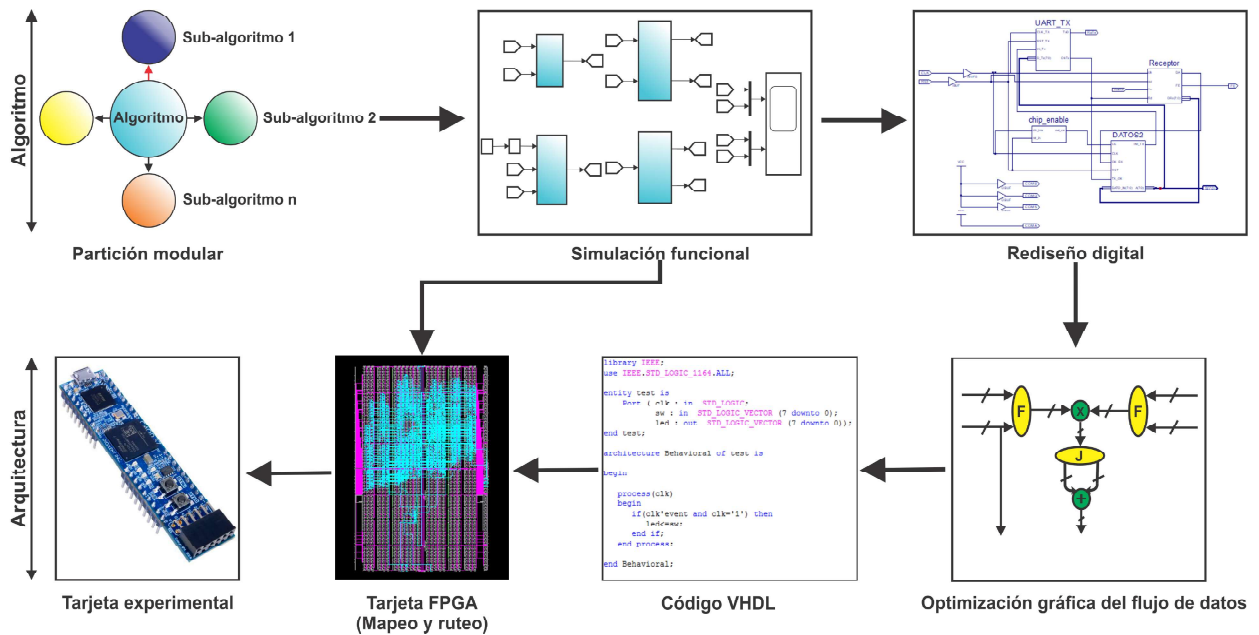 Algoritmo
Sub-algoritmo 1
Algoritmo
Sub-algoritmo 2
Sub-algoritmo n
Partición modular
Simulación funcional
UART_TX
Receptor
chip_enable
DATOS2
Rediseño digital
Arquitectura
Tarjeta experimental
Tarjeta FPGA
(Mapeo y ruteo)
library IEEE;
use IEEE.STD_LOGIC_1164.ALL;
entity test is
Port ( clk : in STD_LOGIC;
sw : in STD_LOGIC_VECTOR (7 downto 0);
led : out STD_LOGIC_VECTOR (7 downto 0));
end test;
architecture Behavioral of test is
begin
process(clk)
begin
if(clk'event and clk='1') then
led<=sw;
end if;
end process;
end Behavioral;
Código VHDL
F
X
F
J
+
Optimización gráfica del flujo de datos